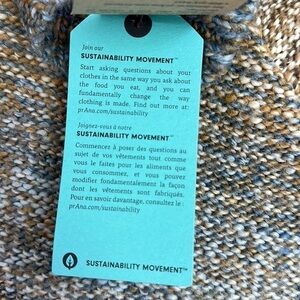 Join our
SUSTAINABILITY MOVEMENT™
Start asking questions about your
clothes in the same way you ask about
the food you eat, and you can
fundamentally change the way
clothing is made. Find out more at:
prAna.com/sustainability
Joignez-vous à notre
SUSTAINABILITY MOVEMENT™
Commencez à poser des questions au
sujet de vos vêtements tout comme
vous le faites pour les aliments que
vous consommez, et vous pouvez
modifier fondamentalement la façon
dont les vêtements sont fabriqués.
Pour en savoir davantage, consultez le :
prAna.com/sustainability
SUSTAINABILITY MOVEMENT™